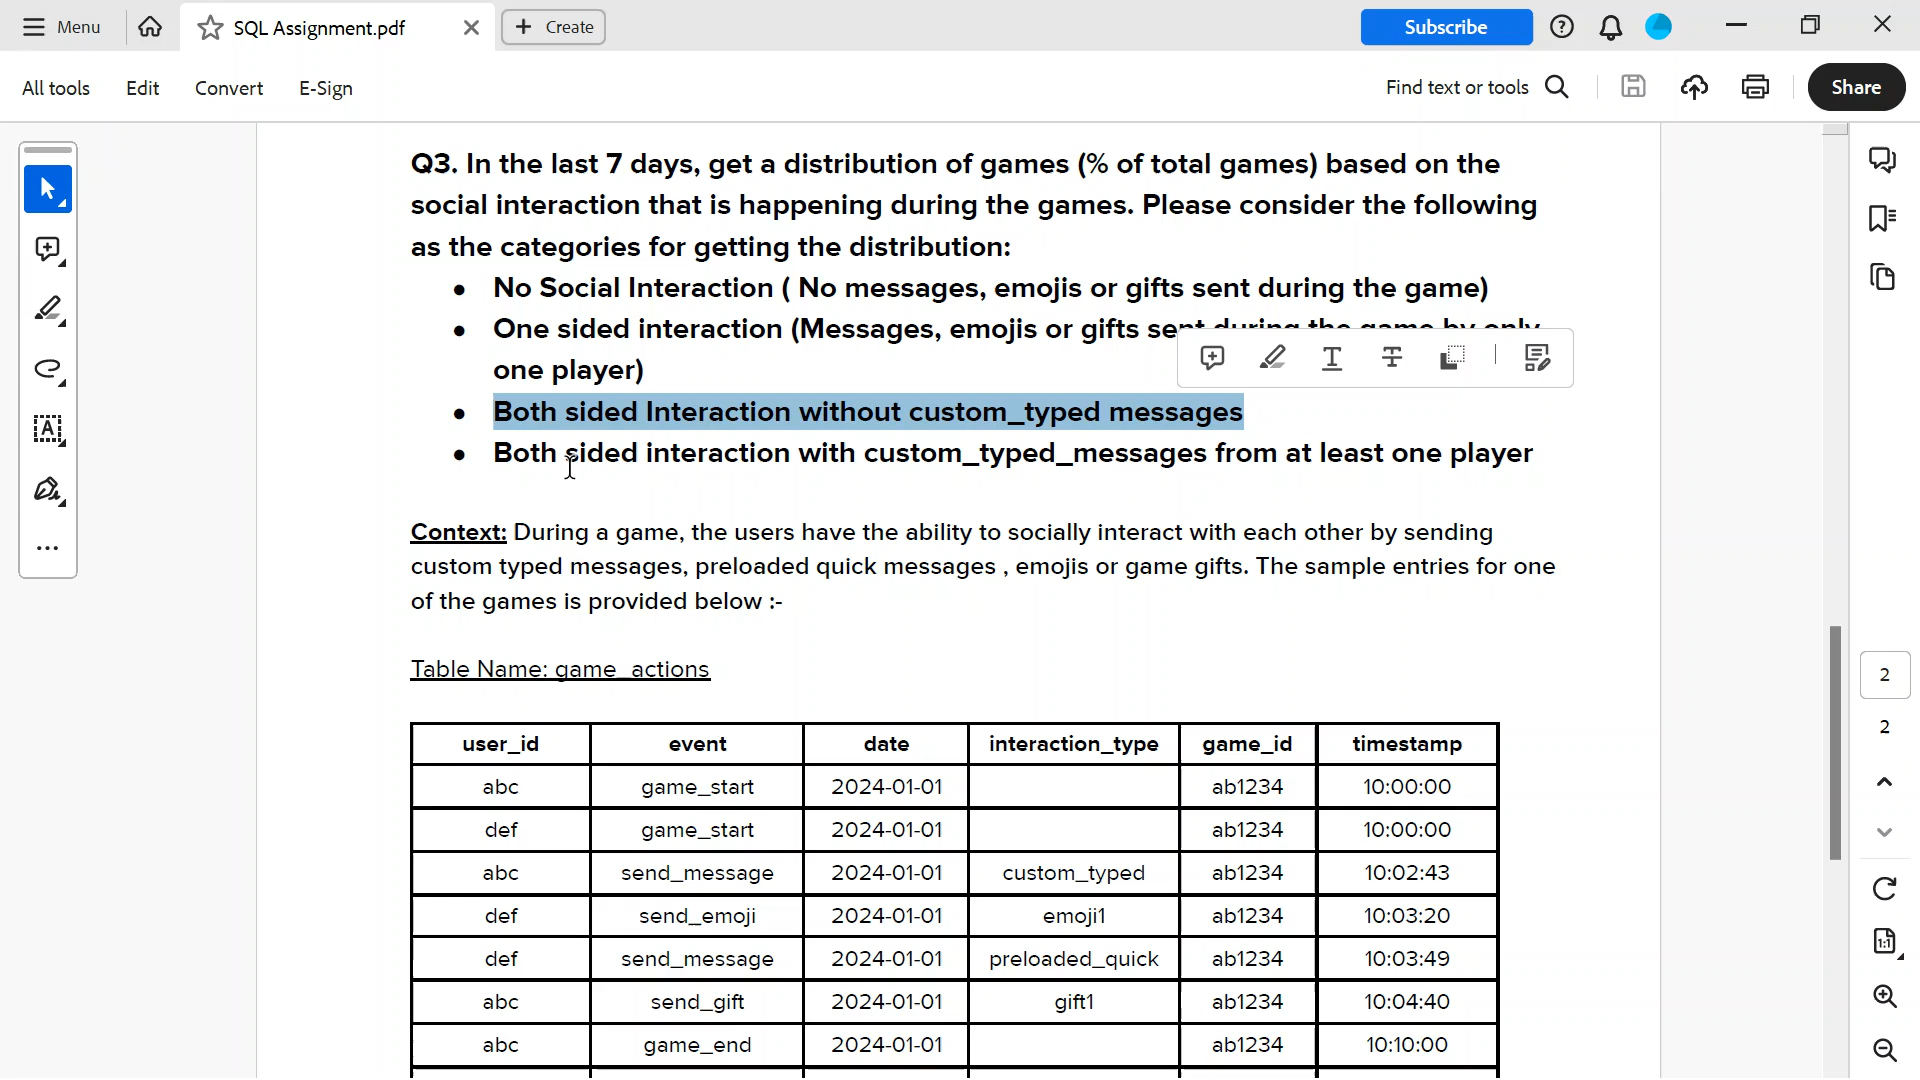 Menu
SQL Assignment.pdf
Create
Subscribe
All tools
Edit
Convert
E-Sign
Find text or tools
Share
Q3. In the last 7 days, get a distribution of games (% of total games) based on the
social interaction that is happening during the games. Please consider the following
as the categories for getting the distribution:
● No Social Interaction ( No messages, emojis or gifts sent during the game)
● One sided interaction (Messages, emojis or gifts sent during the game by only
one player)
● Both sided Interaction without custom_typed messages
● Both sided interaction with custom_typed_messages from at least one player
Context: During a game, the users have the ability to socially interact with each other by sending
custom typed messages, preloaded quick messages , emojis or game gifts. The sample entries for one
of the games is provided below :-
Table Name: game_actions
user_id event date interaction_type game_id timestamp
abc game_start 2024-01-01 ab1234 10:00:00
def game_start 2024-01-01 ab1234 10:00:00
abc send_message 2024-01-01 custom_typed ab1234 10:02:43
def send_emoji 2024-01-01 emoji1 ab1234 10:03:20
def send_message 2024-01-01 preloaded_quick ab1234 10:03:49
abc send_gift 2024-01-01 gift1 ab1234 10:04:40
abc game_end 2024-01-01 ab1234 10:10:00
2
2
1:1